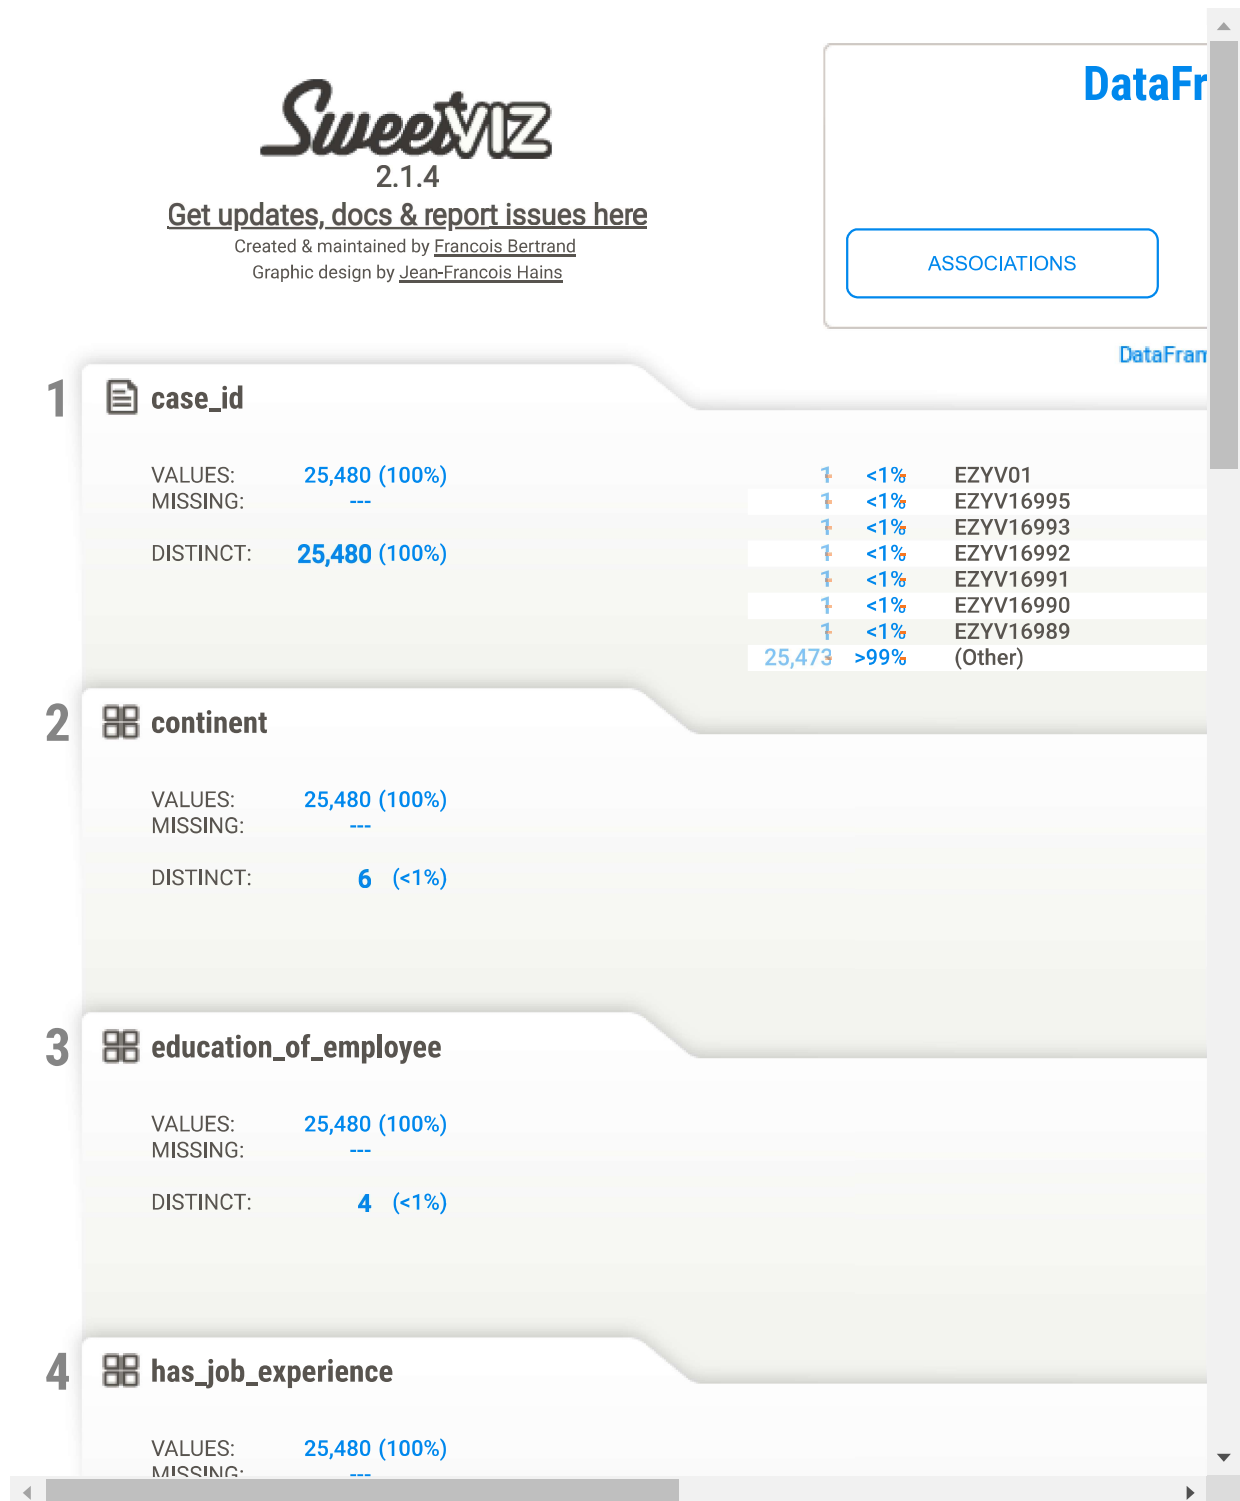 SweetVIZ
2.1.4
Get updates, docs & report issues here
Created & maintained by Francois Bertrand
Graphic design by Jean-Francois Hains
DataFr
ASSOCIATIONS
DataFram
1 case_id
VALUES: 25,480 (100%)
MISSING: ---
DISTINCT: 25,480 (100%)
1 <1% EZYV01
1 <1% EZYV16995
1 <1% EZYV16993
1 <1% EZYV16992
1 <1% EZYV16991
1 <1% EZYV16990
1 <1% EZYV16989
25,473 >99% (Other)
2 continent
VALUES: 25,480 (100%)
MISSING: ---
DISTINCT: 6 (<1%)
3 education_of_employee
VALUES: 25,480 (100%)
MISSING: ---
DISTINCT: 4 (<1%)
4 has_job_experience
VALUES: 25,480 (100%)
MISSING: ---